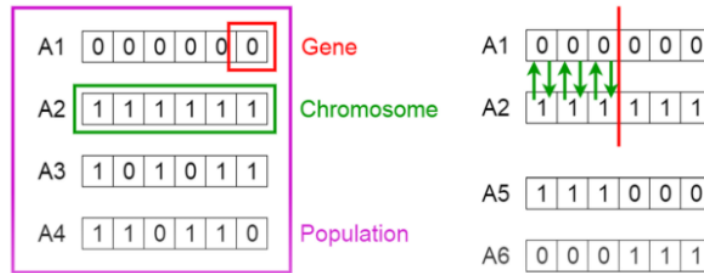 A1 0 0 0 0 0 0 Gene
A2 1 1 1 1 1 1 Chromosome
A3 1 0 1 0 1 1
A4 1 1 0 1 1 0 Population
A1 0 0 0 0 0 0
A2 1 1 1 1 1 1
A5 1 1 1 0 0 0
A6 0 0 0 1 1 1